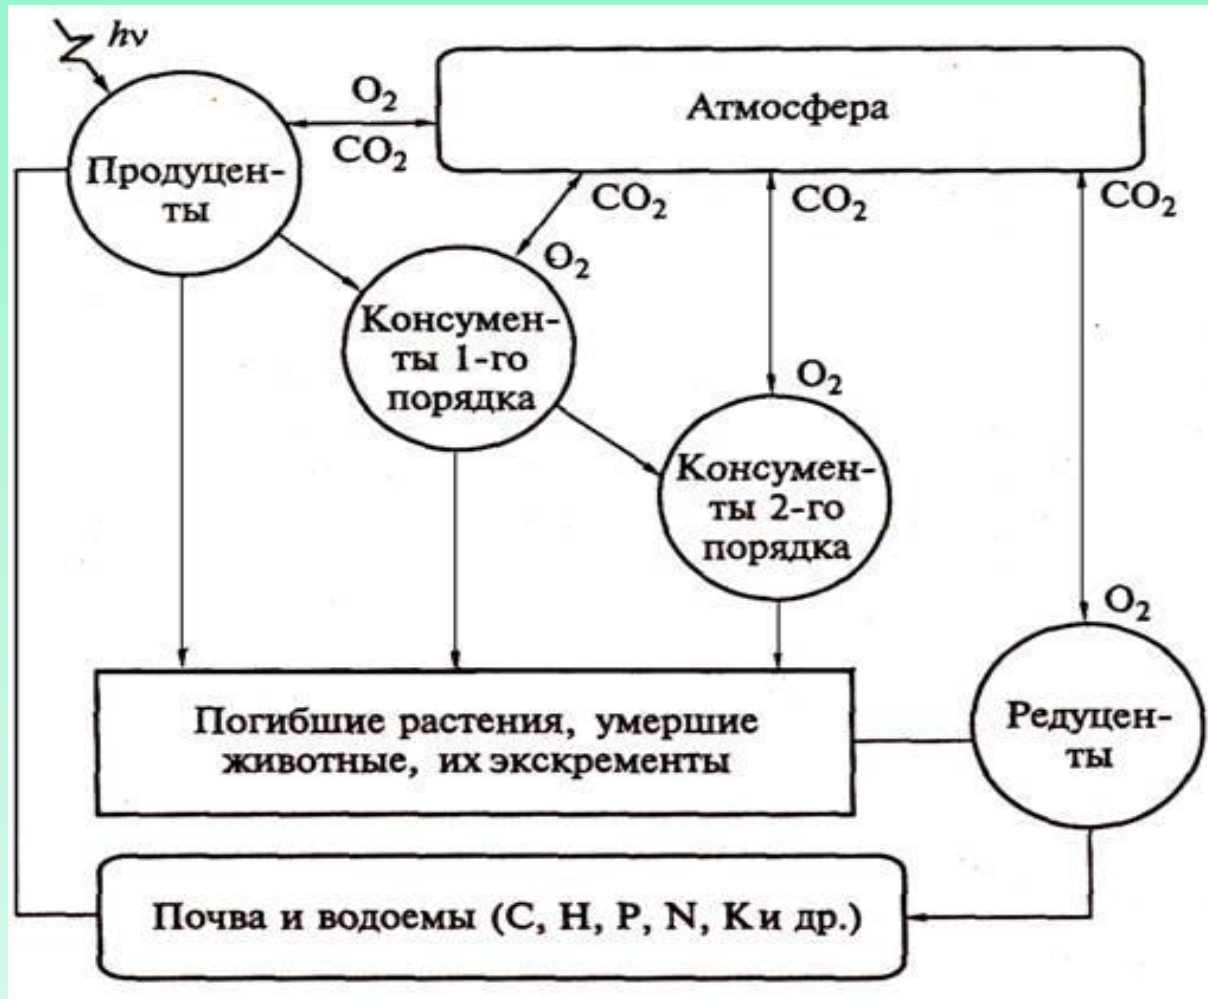 hν
O₂
CO₂
Атмосфера
Продуцен-
ты
CO₂
CO₂
CO₂
O₂
Консумен-
ты 1-го
порядка
O₂
Консумен-
ты 2-го
порядка
O₂
Редуцен-
ты
Погибшие растения, умершие
животные, их экскременты
Почва и водоемы (C, H, P, N, K и др.)